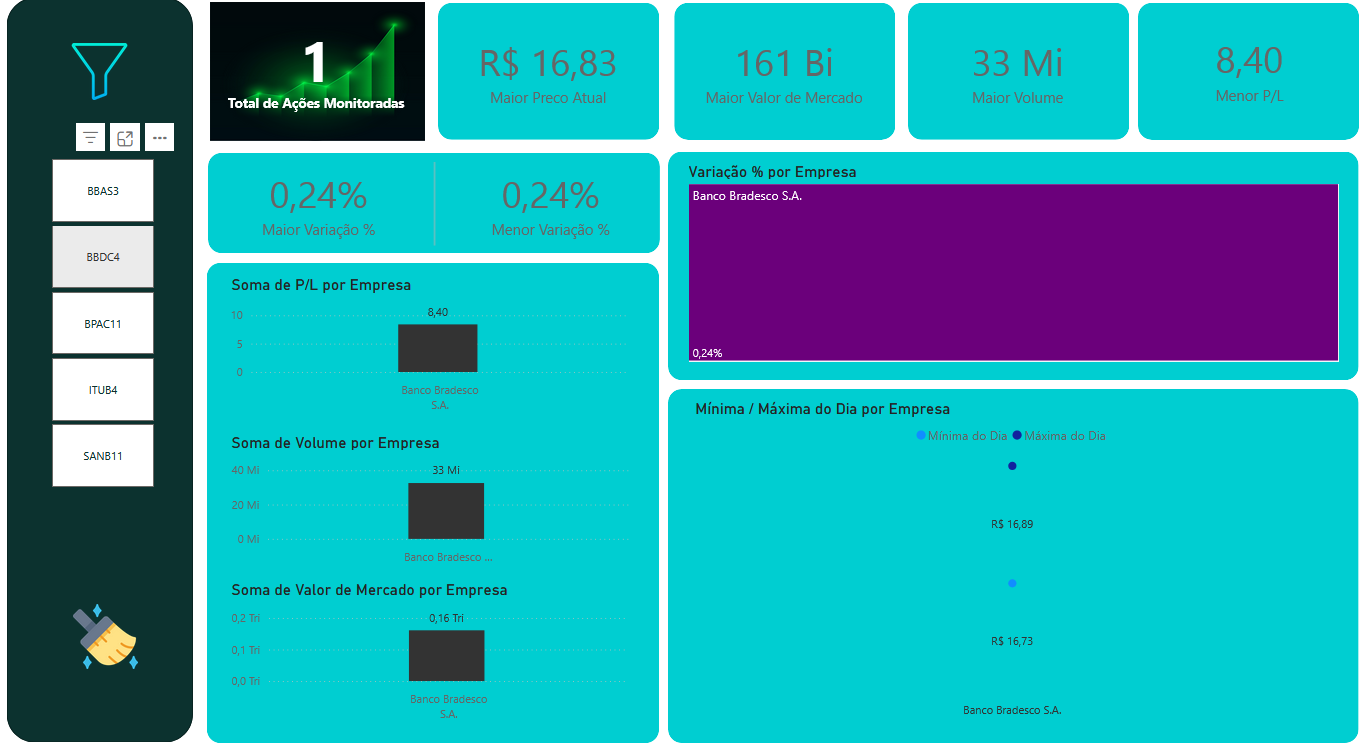 BBAS3
BBDC4
BPAC11
ITUB4
SANB11
1
Total de Ações Monitoradas
R$ 16,83
Maior Preco Atual
161 Bi
Maior Valor de Mercado
33 Mi
Maior Volume
8,40
Menor P/L
0,24%
Maior Variação %
0,24%
Menor Variação %
Variação % por Empresa
Banco Bradesco S.A.
0,24%
Soma de P/L por Empresa
10
5
0
8,40
Banco Bradesco
S.A.
Soma de Volume por Empresa
40 Mi
20 Mi
0 Mi
33 Mi
Banco Bradesco ...
Soma de Valor de Mercado por Empresa
0,2 Tri
0,1 Tri
0,0 Tri
0,16 Tri
Banco Bradesco
S.A.
Mínima / Máxima do Dia por Empresa
Mínima do Dia Máxima do Dia
R$ 16,89
R$ 16,73
Banco Bradesco S.A.